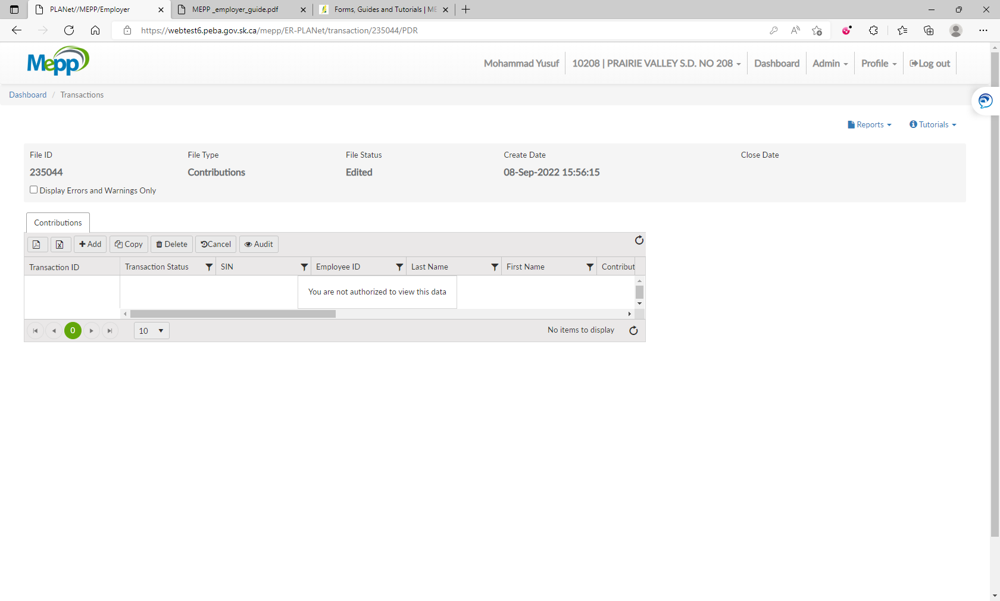 PLANet//MEPP/Employer
MEPP _employer_guide.pdf
Forms, Guides and Tutorials | ME
https://webtest6.peba.gov.sk.ca/mepp/ER-PLANet/transaction/235044/PDR
Mepp
Mohammad Yusuf
10208 | PRAIRIE VALLEY S.D. NO 208
Dashboard
Admin
Profile
Log out
Dashboard / Transactions
Reports
Tutorials
File ID
File Type
File Status
Create Date
Close Date
235044
Contributions
Edited
08-Sep-2022 15:56:15
Display Errors and Warnings Only
Contributions
Add
Copy
Delete
Cancel
Audit
Transaction ID
Transaction Status
SIN
Employee ID
Last Name
First Name
Contribut
You are not authorized to view this data
0
10
No items to display